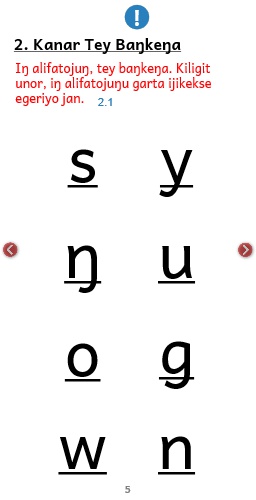 !
2. Kanar Tey Baŋkeŋa
Iŋ alifatojuŋ, tey baŋkeŋa. Kiligit
unor, iŋ alifatojuŋu garta ijikekse
egeriyo jan. 2.1
s y
ŋ u
o g
w n
5